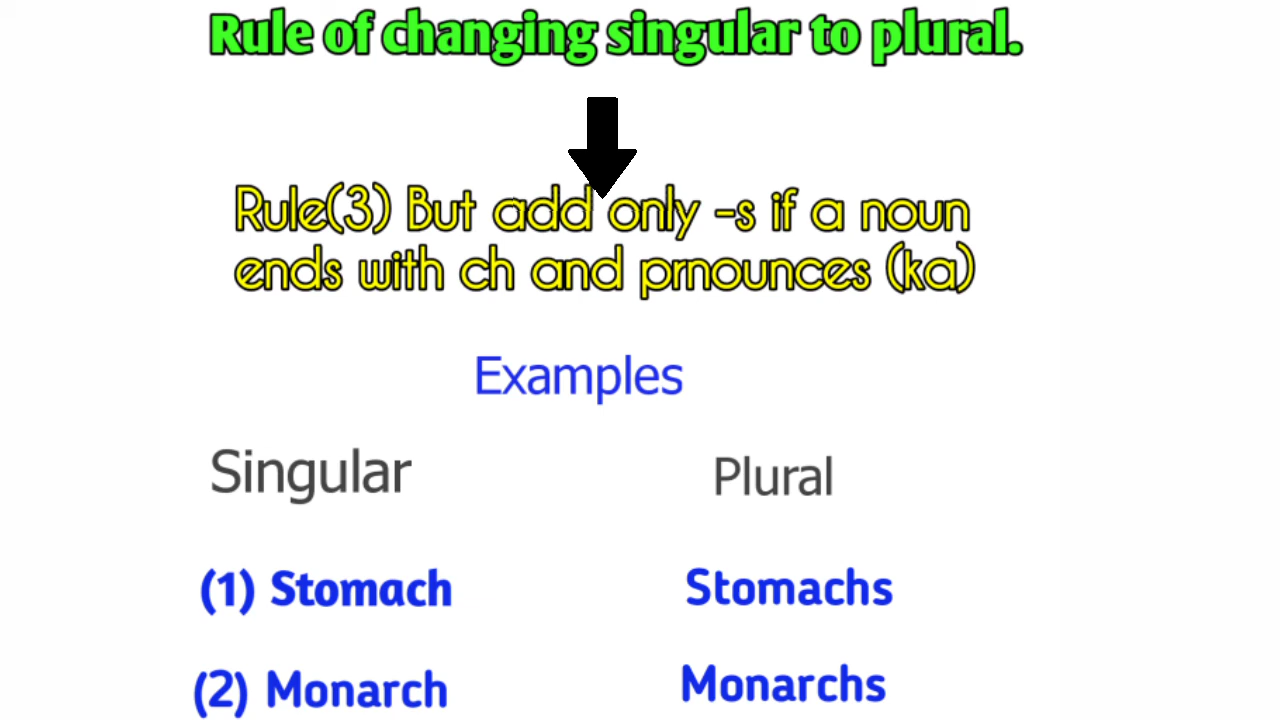 Rule of changing singular to plural.
Rule(3) But add only -s if a noun
ends with ch and prnounces (ka)
Examples
Singular Plural
(1) Stomach Stomachs
(2) Monarch Monarchs